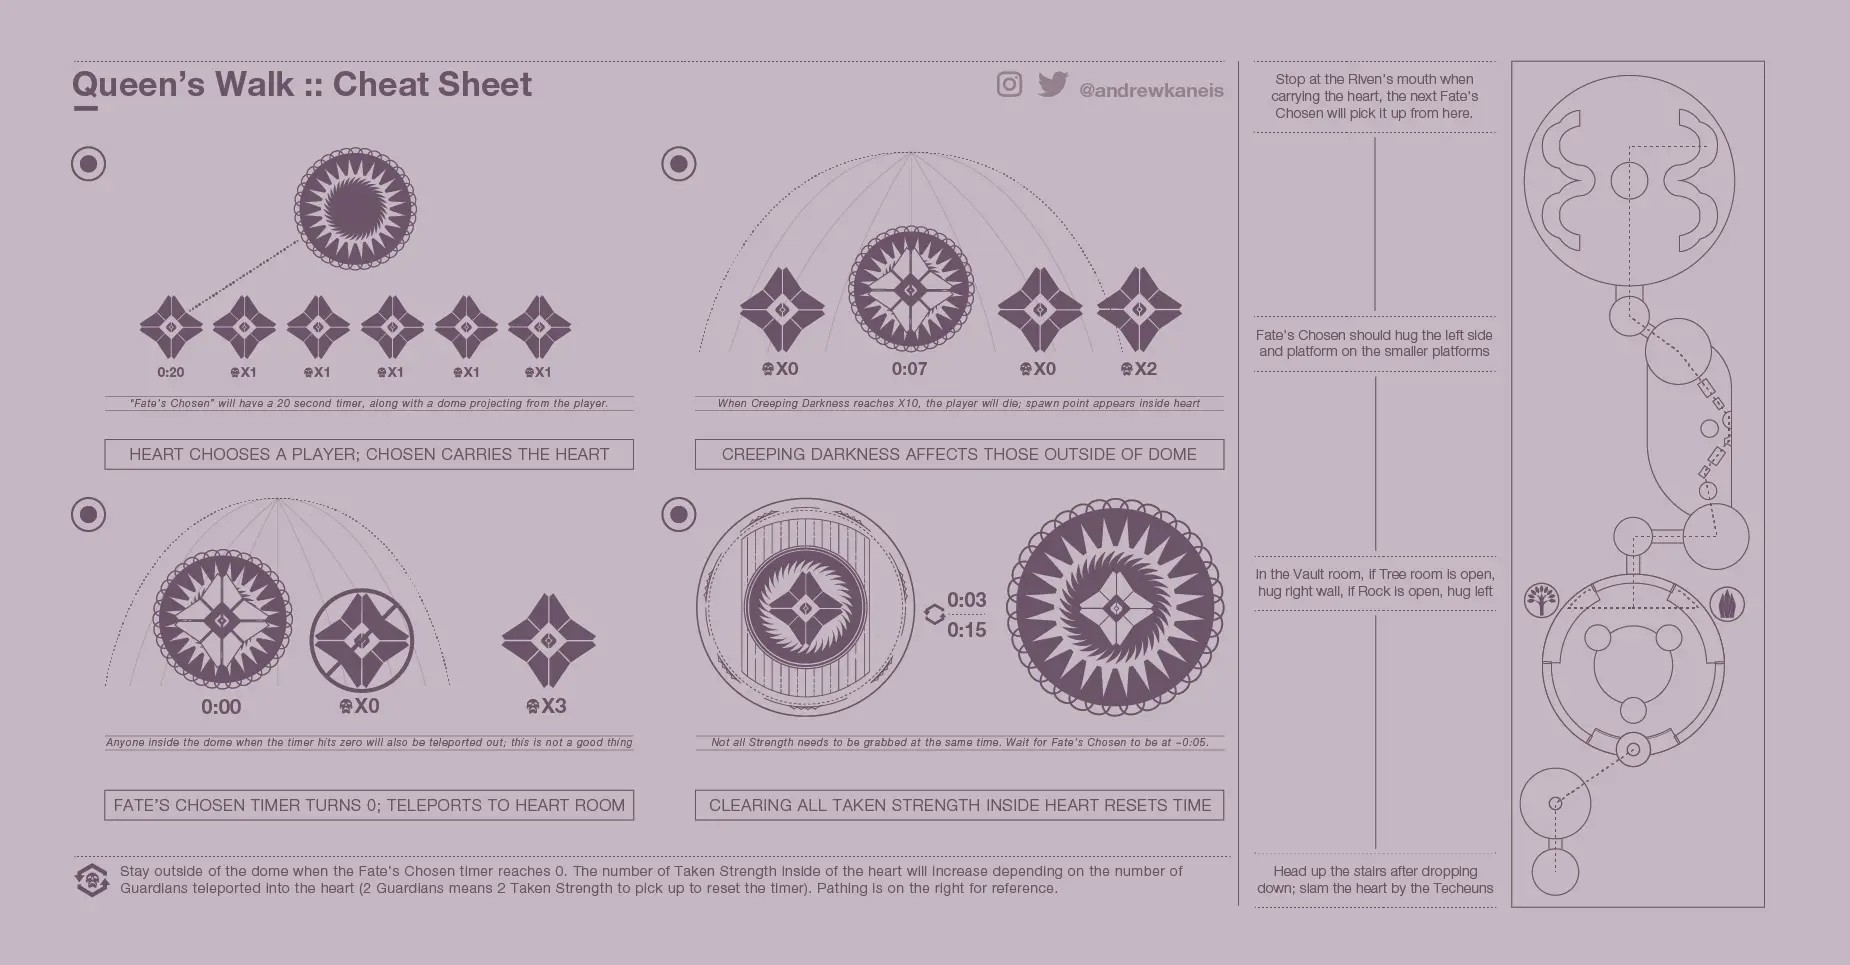 Queen's Walk :: Cheat Sheet
@andrewkaneis
0:20
X1
X1
X1
X1
X1
"Fate's Chosen" will have a 20 second timer, along with a dome projecting from the player.
HEART CHOOSES A PLAYER; CHOSEN CARRIES THE HEART
X0
0:07
X0
X2
When Creeping Darkness reaches X10, the player will die; spawn point appears inside heart
CREEPING DARKNESS AFFECTS THOSE OUTSIDE OF DOME
0:00
X0
X3
Anyone inside the dome when the timer hits zero will also be teleported out; this is not a good thing
FATE'S CHOSEN TIMER TURNS 0; TELEPORTS TO HEART ROOM
0:03
0:15
Not all Strength needs to be grabbed at the same time. Wait for Fate's Chosen to be at ~0:05.
CLEARING ALL TAKEN STRENGTH INSIDE HEART RESETS TIME
Stay outside of the dome when the Fate's Chosen timer reaches 0. The number of Taken Strength inside of the heart will increase depending on the number of
Guardians teleported into the heart (2 Guardians means 2 Taken Strength to pick up to reset the timer). Pathing is on the right for reference.
Stop at the Riven's mouth when
carrying the heart, the next Fate's
Chosen will pick it up from here.
Fate's Chosen should hug the left side
and platform on the smaller platforms
In the Vault room, if Tree room is open,
hug right wall, if Rock is open, hug left
Head up the stairs after dropping
down; slam the heart by the Techeuns